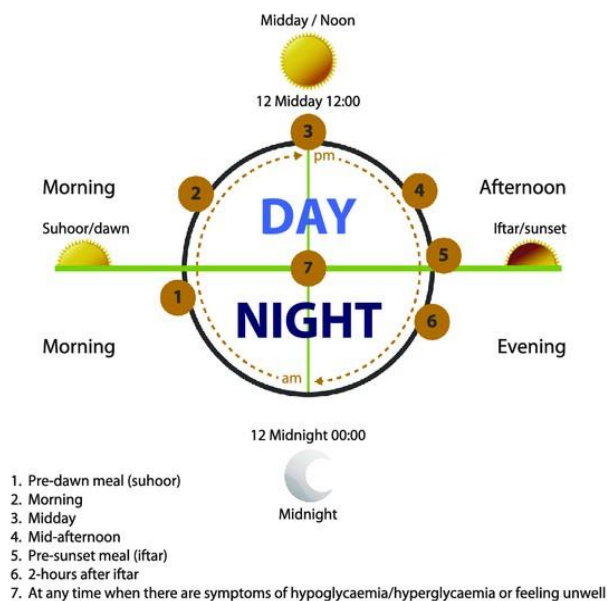 Midday / Noon
12 Midday 12:00
3
pm
2
4
Morning
Afternoon
DAY
Suhoor/dawn
Iftar/sunset
5
7
1
NIGHT
6
Morning
Evening
am
12 Midnight 00:00
Midnight
1. Pre-dawn meal (suhoor)
2. Morning
3. Midday
4. Mid-afternoon
5. Pre-sunset meal (iftar)
6. 2-hours after iftar
7. At any time when there are symptoms of hypoglycaemia/hyperglycaemia or feeling unwell